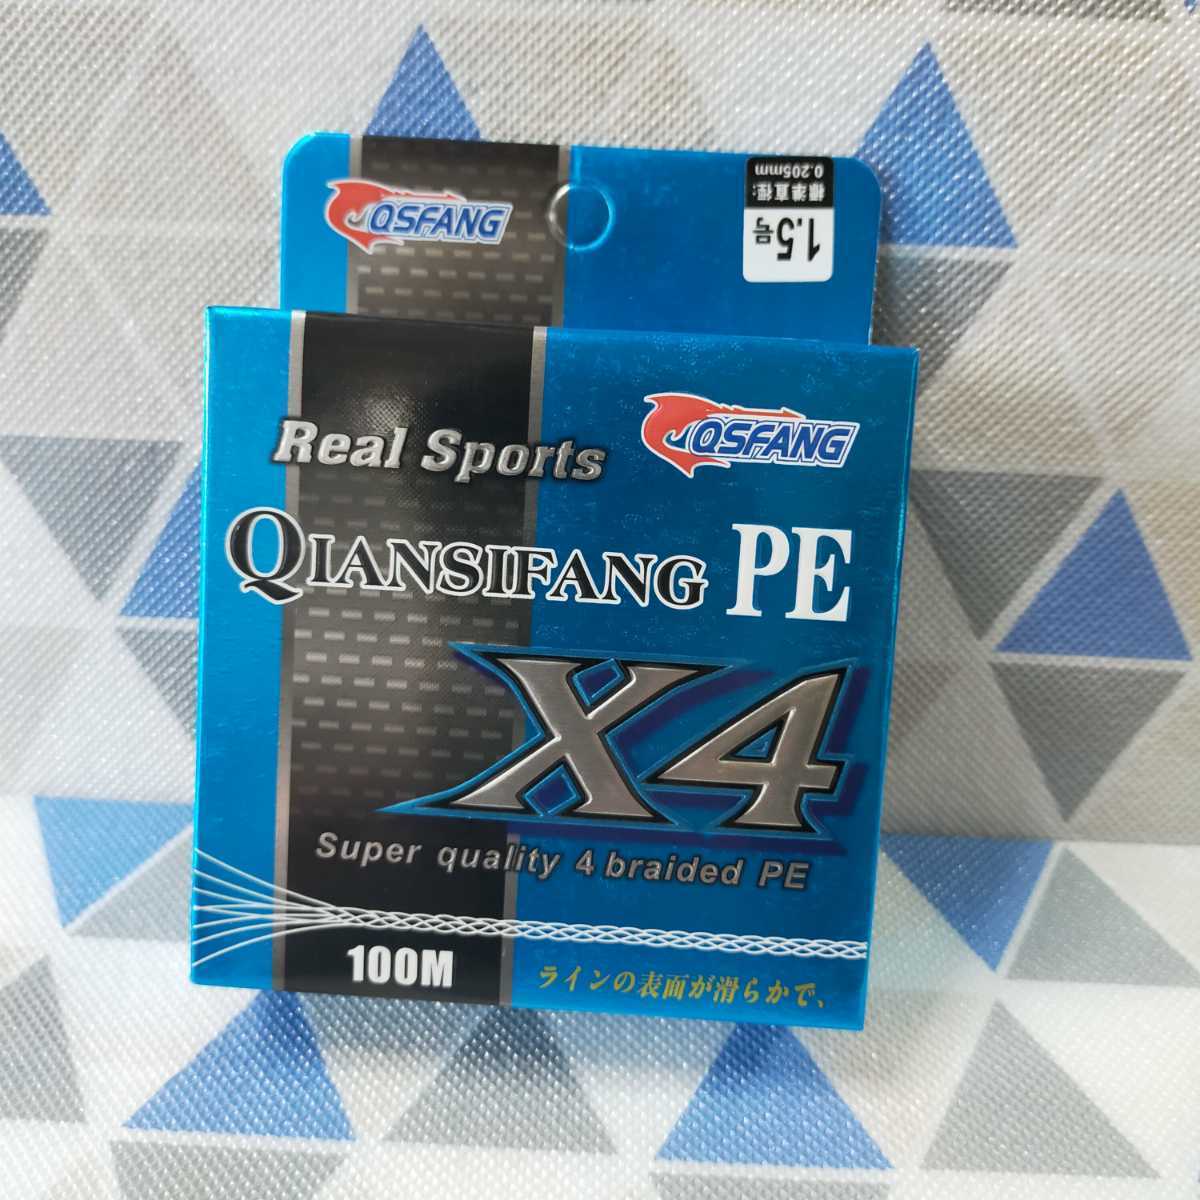 QSFANG
標準直徑:
0.205mm
1.5号
Real Sports
QSFANG
QIANSIFANG PE
X4
Super quality 4 braided PE
100M
ラインの表面が滑らかで、